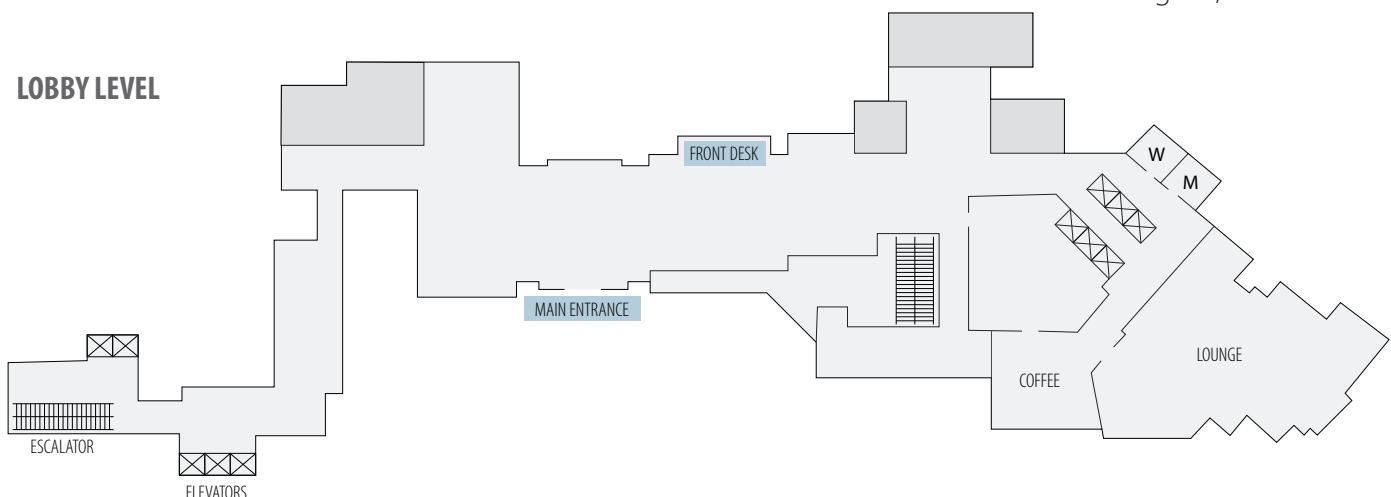 LOBBY LEVEL
FRONT DESK
W
M
MAIN ENTRANCE
LOUNGE
COFFEE
ESCALATOR
ELEVATORS